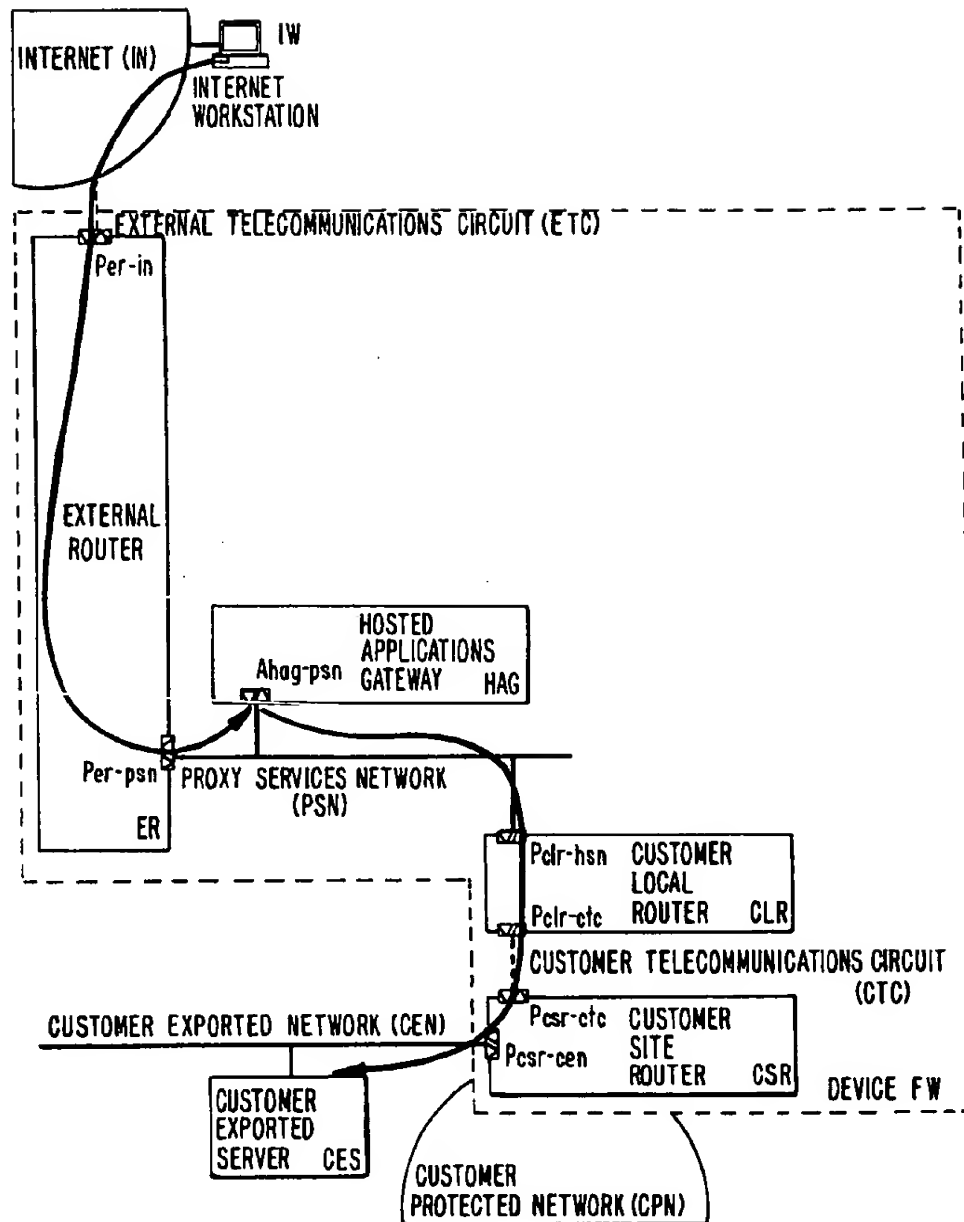 IW
INTERNET (IN)
INTERNET
WORKSTATION
EXTERNAL TELECOMMUNICATIONS CIRCUIT (ETC)
Per-in
EXTERNAL
ROUTER
HOSTED
APPLICATIONS
GATEWAY HAG
Ahag-psn
Per-psn
PROXY SERVICES NETWORK
(PSN)
ER
Pclr-hsn
CUSTOMER
LOCAL
ROUTER CLR
Pclr-ctc
CUSTOMER TELECOMMUNICATIONS CIRCUIT
(CTC)
CUSTOMER EXPORTED NETWORK (CEN)
Pcsr-ctc
CUSTOMER
SITE
ROUTER CSR
Pcsr-cen
DEVICE FW
CUSTOMER
EXPORTED
SERVER CES
CUSTOMER
PROTECTED NETWORK (CPN)